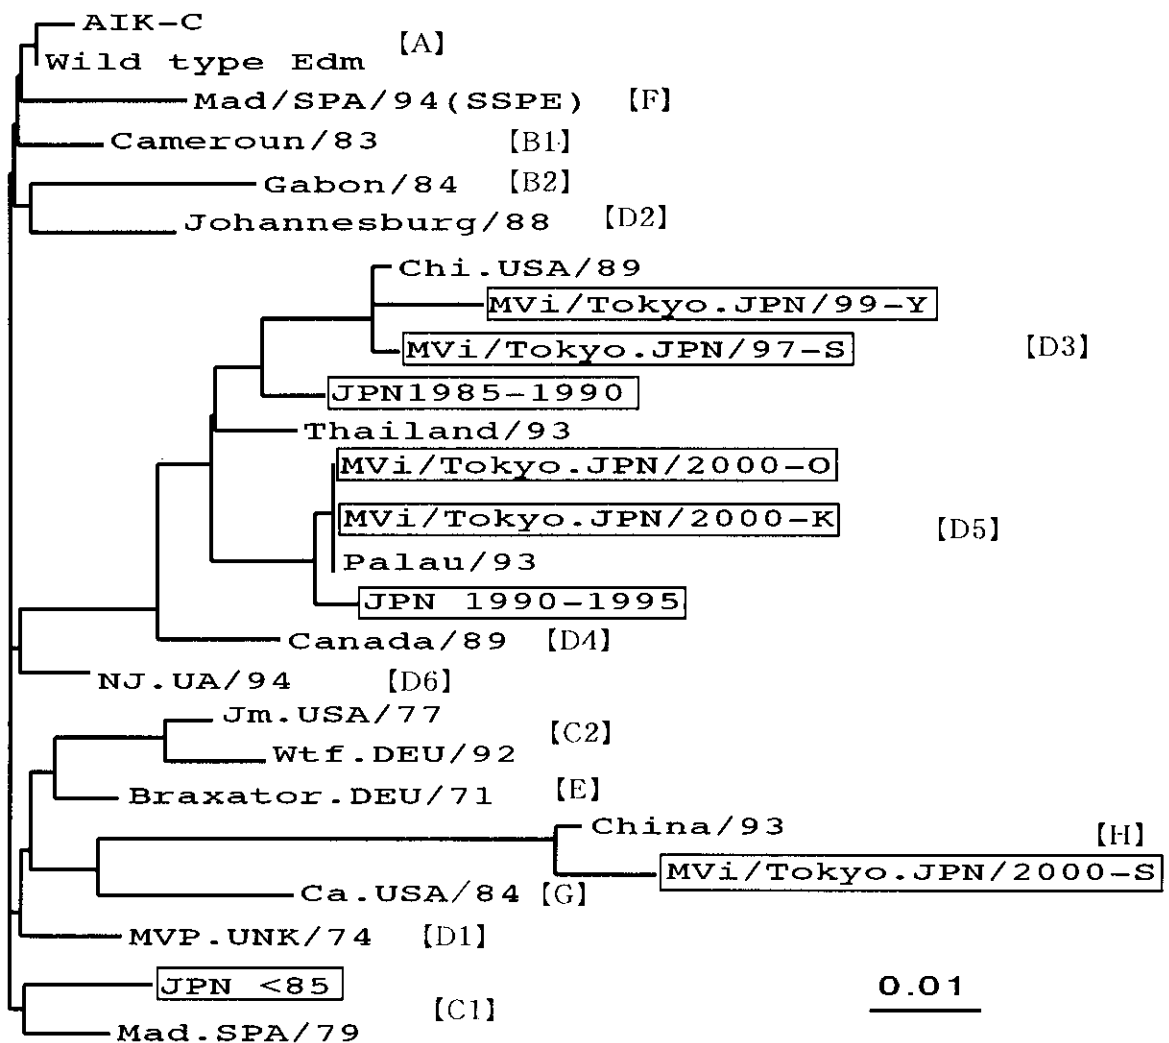 AIK-C
【A】
Wild type Edm
Mad/SPA/94(SSPE) 【F】
Cameroun/83 【B1】
Gabon/84 【B2】
Johannesburg/88 【D2】
Chi.USA/89
MVi/Tokyo.JPN/99-Y
MVi/Tokyo.JPN/97-S 【D3】
JPN1985-1990
Thailand/93
MVi/Tokyo.JPN/2000-O
MVi/Tokyo.JPN/2000-K 【D5】
Palau/93
JPN 1990-1995
Canada/89 【D4】
NJ.UA/94 【D6】
Jm.USA/77
【C2】
Wtf.DEU/92
Braxator.DEU/71 【E】
China/93 【H】
MVi/Tokyo.JPN/2000-S
Ca.USA/84 【G】
MVP.UNK/74 【D1】
JPN <85
0.01
【C1】
Mad.SPA/79